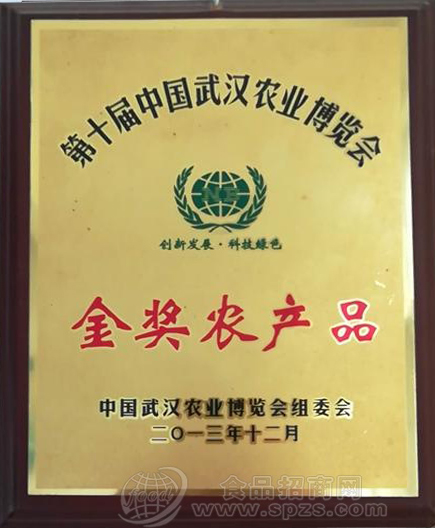 第十届中国武汉农业博览会
创新发展·科技绿色
金奖农产品
中国武汉农业博览会组委会
二〇一三年十二月
食品招商网
www.spzs.com